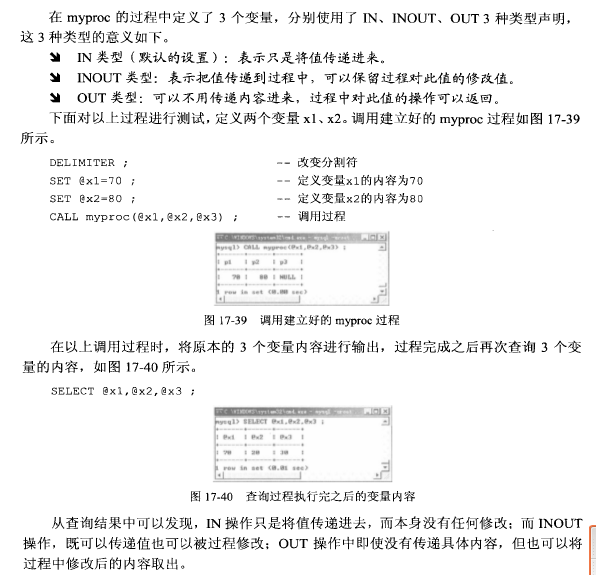 在 myproc 的过程中定义了 3 个变量，分别使用了 IN、INOUT、OUT 3 种类型声明，
这 3 种类型的意义如下。
IN 类型（默认的设置）：表示只是将值传递进来。
INOUT 类型：表示把值传递到过程中，可以保留过程对此值的修改值。
OUT 类型：可以不用传递内容进来，过程中对此值的操作可以返回。
下面对以上过程进行测试，定义两个变量 x1、x2。调用建立好的 myproc 过程如图 17-39
所示。
DELIMITER ; -- 改变分割符
SET @x1=70 ; -- 定义变量x1的内容为70
SET @x2=80 ; -- 定义变量x2的内容为80
CALL myproc(@x1,@x2,@x3) ; -- 调用过程
mysql> CALL myproc(@x1,@x2,@x3) ;
| p1 | p2 | p3 |
| 70 | 80 | NULL |
1 row in set (0.00 sec)
图 17-39 调用建立好的 myproc 过程
在以上调用过程时，将原本的 3 个变量内容进行输出，过程完成之后再次查询 3 个变
量的内容，如图 17-40 所示。
SELECT @x1,@x2,@x3 ;
mysql> SELECT @x1,@x2,@x3 ;
| @x1 | @x2 | @x3 |
| 70 | 20 | 30 |
1 row in set (0.01 sec)
图 17-40 查询过程执行完之后的变量内容
从查询结果中可以发现，IN 操作只是将值传递进去，而本身没有任何修改；而 INOUT
操作，既可以传递值也可以被过程修改；OUT 操作中即使没有传递具体内容，但也可以将
过程中修改后的内容取出。